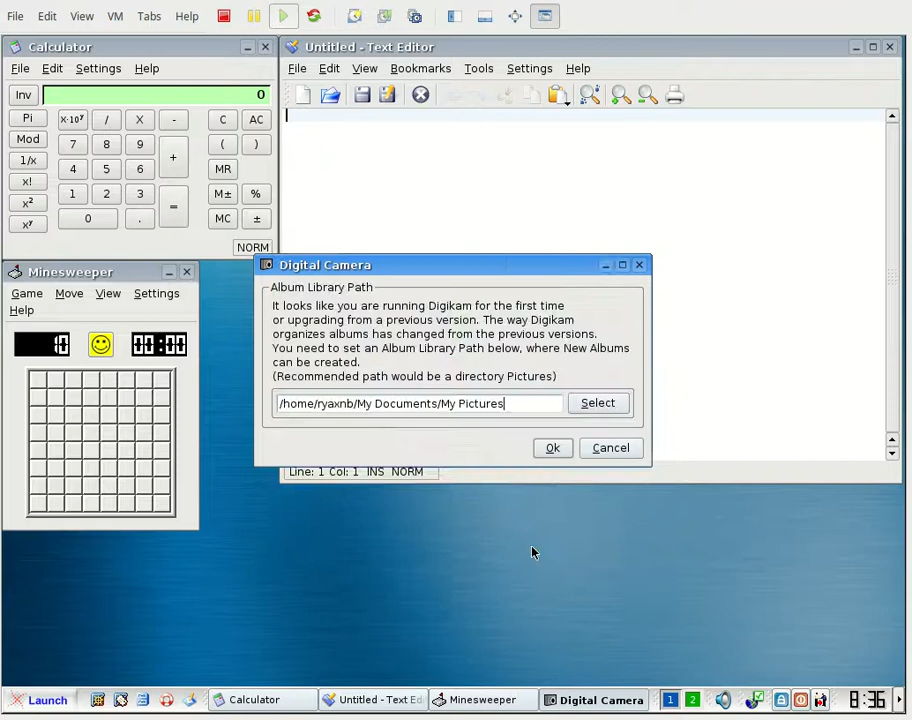 File Edit View VM Tabs Help
Calculator
File Edit Settings Help
Inv 0
Pi X·10ʸ / X - C AC
Mod 7 8 9 + ( )
1/x 4 5 6 MR
x! 1 2 3 = M± %
x² 0 . MC ±
xʸ
NORM
Untitled - Text Editor
File Edit View Bookmarks Tools Settings Help
Line: 1 Col: 1 INS NORM
Minesweeper
Game Move View Settings
Help
Digital Camera
Album Library Path
It looks like you are running Digikam for the first time
or upgrading from a previous version. The way Digikam
organizes albums has changed from the previous versions.
You need to set an Album Library Path below, where New Albums
can be created.
(Recommended path would be a directory Pictures)
/home/ryaxnb/My Documents/My Pictures
Select
Ok Cancel
Launch Calculator Untitled - Text Ed Minesweeper Digital Camera 1 2 8:36